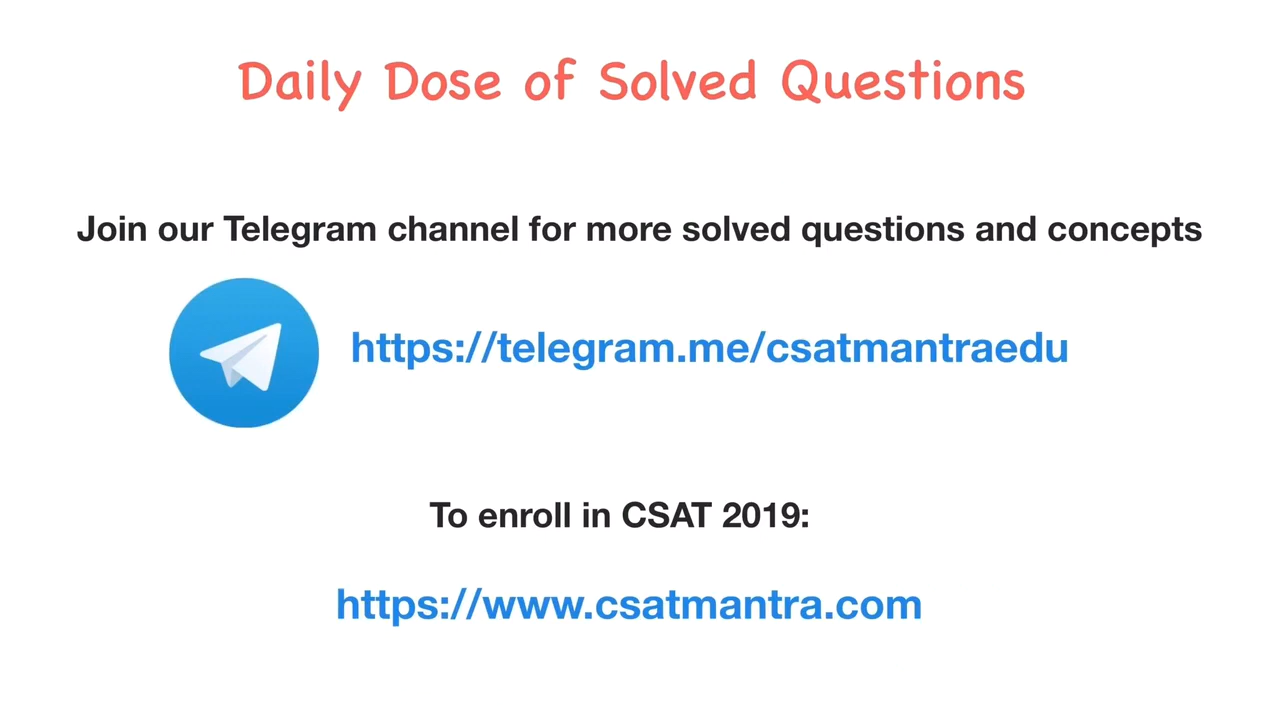 Daily Dose of Solved Questions
Join our Telegram channel for more solved questions and concepts
https://telegram.me/csatmantraedu
To enroll in CSAT 2019:
https://www.csatmantra.com